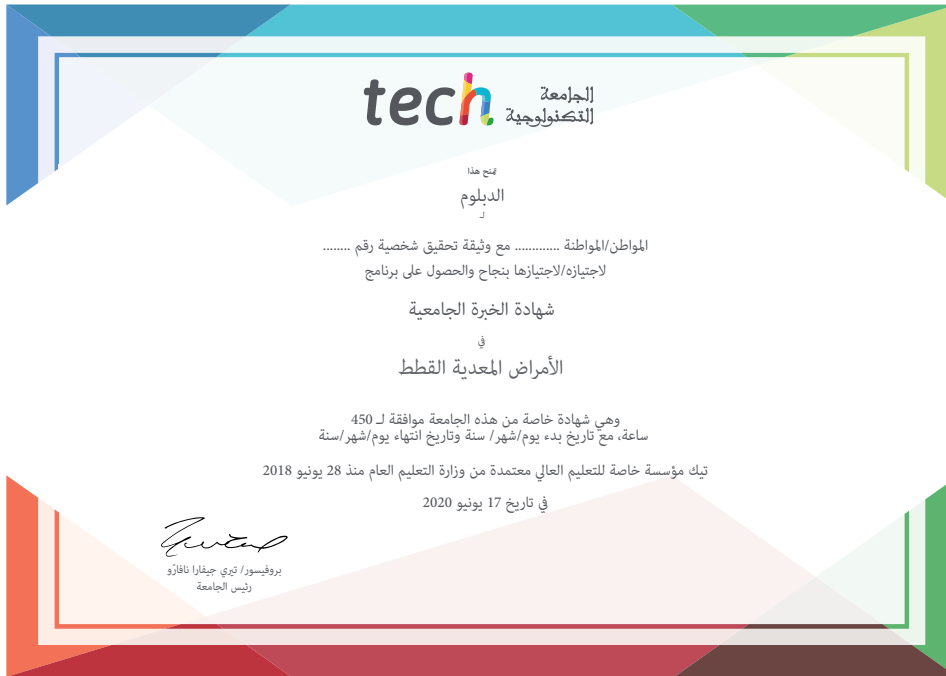 tech الجامعة
التكنولوجية
يمنح هذا
الدبلوم
لـ
المواطن/المواطنة ............ مع وثيقة تحقيق شخصية رقم ........
لاجتيازه/لاجتيازها بنجاح والحصول على برنامج
شهادة الخبرة الجامعية
في
الأمراض المعدية القطط
وهي شهادة خاصة من هذه الجامعة موافقة لـ 450
ساعة، مع تاريخ بدء يوم/شهر/ سنة وتاريخ انتهاء يوم/شهر/سنة
تيك مؤسسة خاصة للتعليم العالي معتمدة من وزارة التعليم العام منذ 28 يونيو 2018
في تاريخ 17 يونيو 2020
بروفيسور/ تيري جيفارا نافارّو
رئيس الجامعة